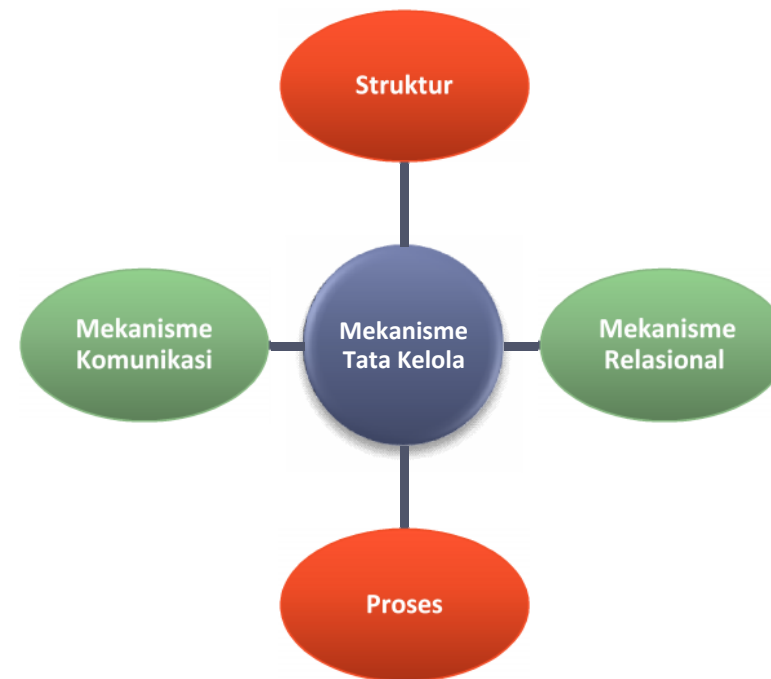 Struktur
Mekanisme
Komunikasi
Mekanisme
Tata Kelola
Mekanisme
Relasional
Proses